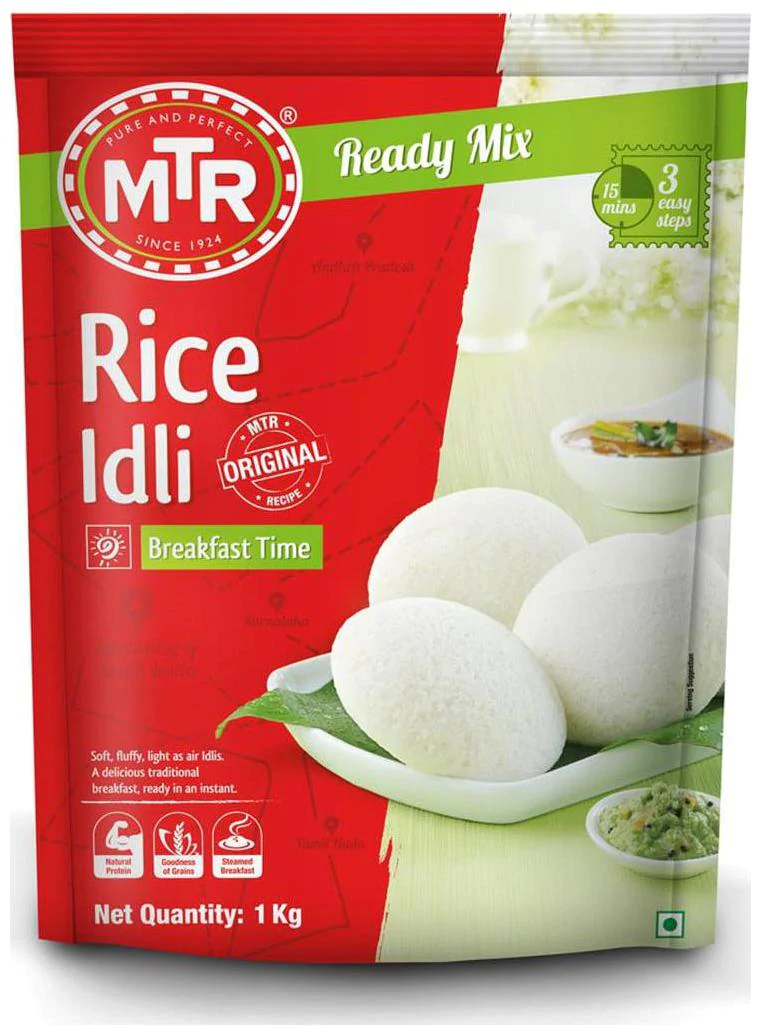 PURE AND PERFECT
MTR
®
SINCE 1924
Ready Mix
15
mins
3
easy
steps
Andhra Pradesh
Rice
Idli
MTR
ORIGINAL
RECIPE
Breakfast Time
Karnataka
Serving Suggestion
Soft, fluffy, light as air Idlis.
A delicious traditional
breakfast, ready in an instant.
Natural
Protein
Goodness
of Grains
Steamed
Breakfast
Tamil Nadu
Net Quantity: 1 Kg